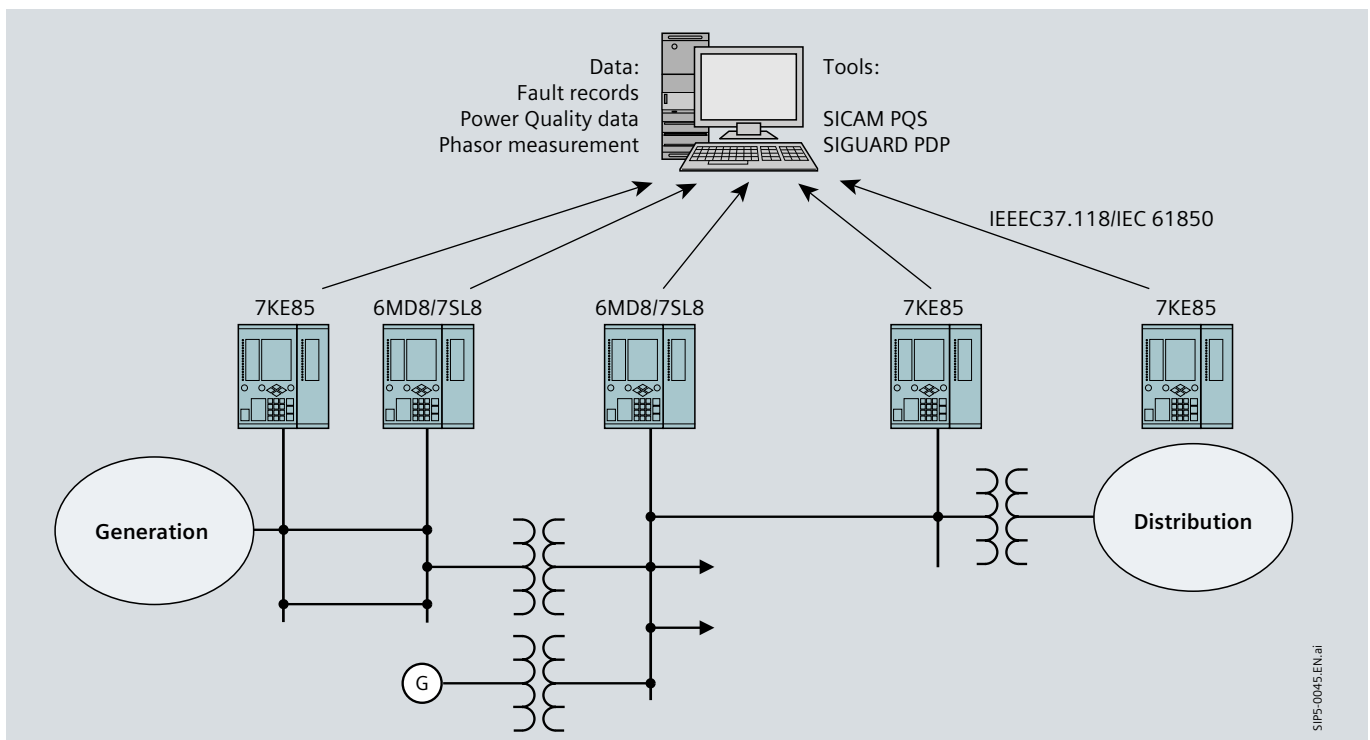 Data:
Fault records
Power Quality data
Phasor measurement
Tools:
SICAM PQS
SIGUARD PDP
IEEEC37.118/IEC 61850
7KE85
6MD8/7SL8
6MD8/7SL8
7KE85
7KE85
Generation
Distribution
G
SIP5-0045.EN.ai